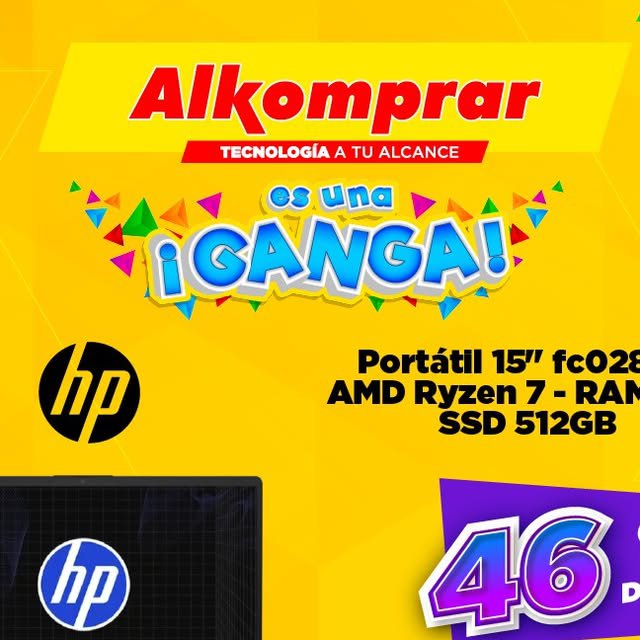 Alkomprar
TECNOLOGÍA A TU ALCANCE
es una
¡GANGA!
hp
Portátil 15" fc028
AMD Ryzen 7 - RAM
SSD 512GB
hp
46